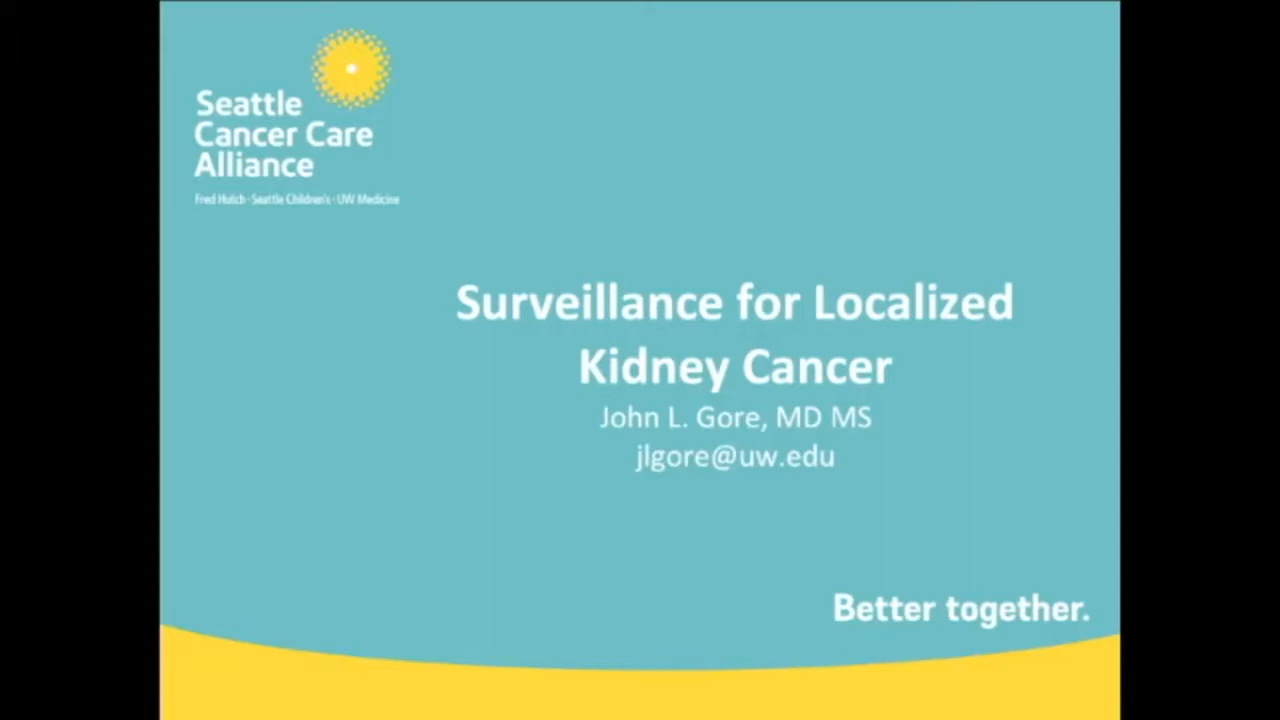 Seattle
Cancer Care
Alliance
Fred Hutch · Seattle Children's · UW Medicine
Surveillance for Localized
Kidney Cancer
John L. Gore, MD MS
jlgore@uw.edu
Better together.